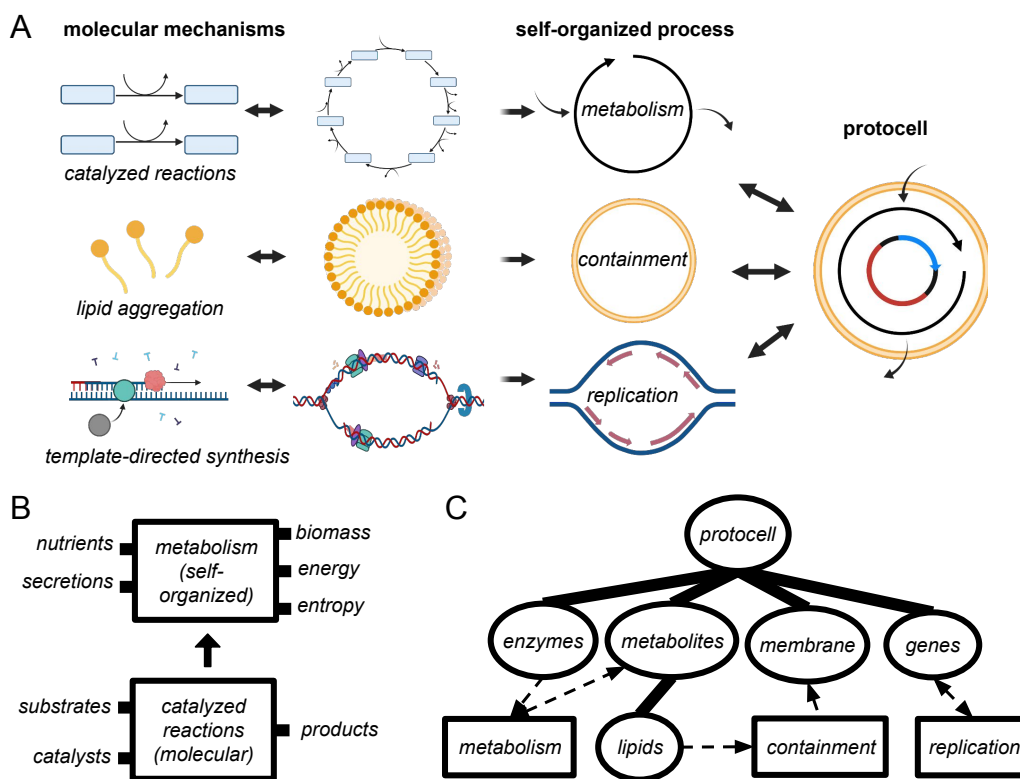 A
molecular mechanisms
self-organized process
metabolism
protocell
catalyzed reactions
containment
lipid aggregation
replication
template-directed synthesis
B
nutrients
secretions
metabolism
(self-
organized)
biomass
energy
entropy
substrates
catalysts
catalyzed
reactions
(molecular)
products
C
protocell
enzymes
metabolites
membrane
genes
metabolism
lipids
containment
replication